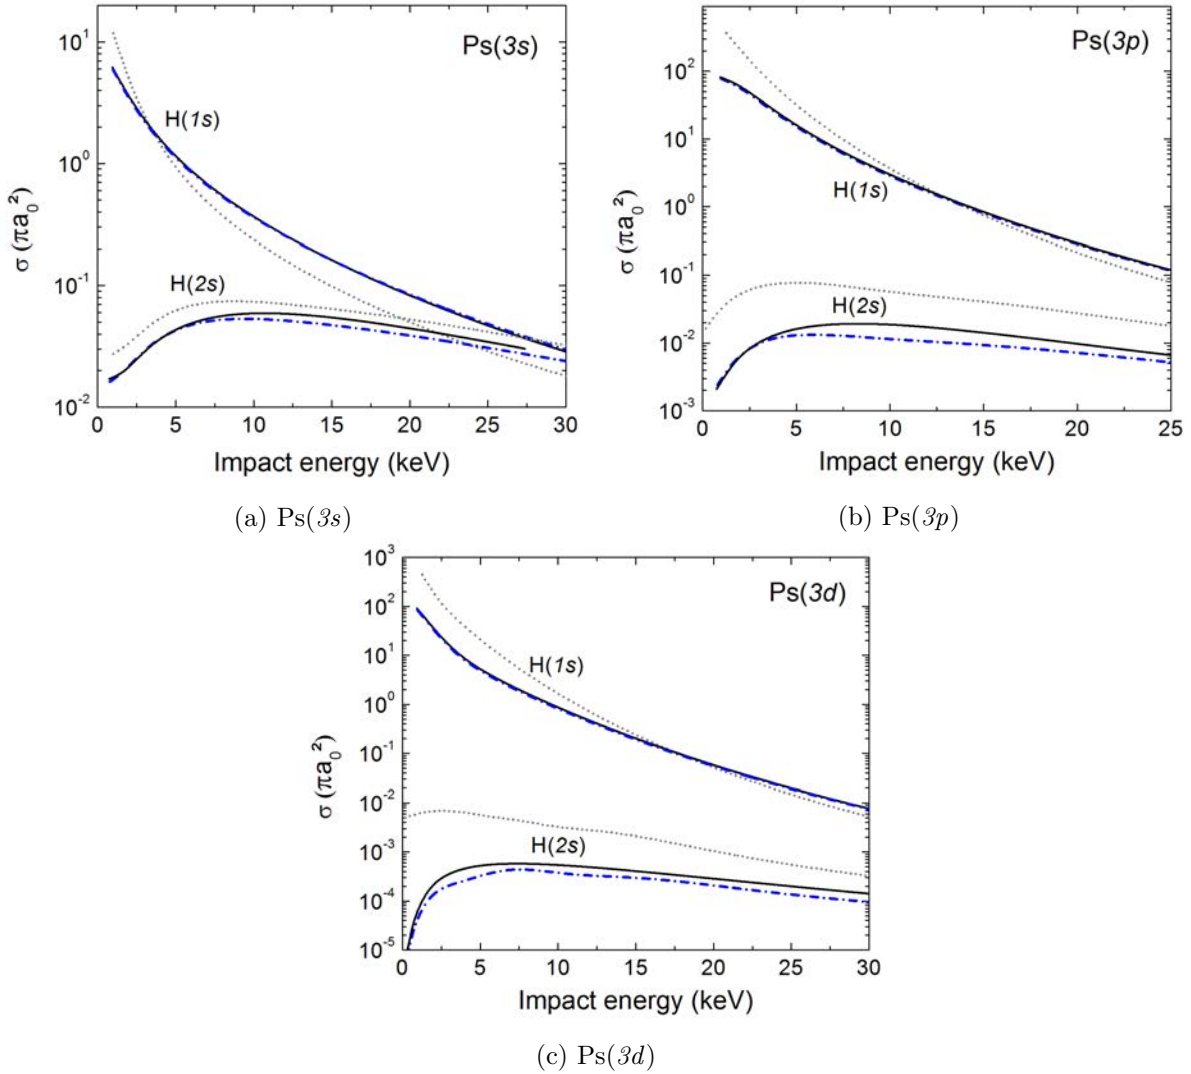 Ps(3s)
σ (πa₀²)
10¹
10⁰
10⁻¹
10⁻²
H(1s)
H(2s)
0 5 10 15 20 25 30
Impact energy (keV)
(a) Ps(3s)
Ps(3p)
σ (πa₀²)
10²
10¹
10⁰
10⁻¹
10⁻²
10⁻³
H(1s)
H(2s)
0 5 10 15 20 25
Impact energy (keV)
(b) Ps(3p)
Ps(3d)
σ (πa₀²)
10³
10²
10¹
10⁰
10⁻¹
10⁻²
10⁻³
10⁻⁴
10⁻⁵
H(1s)
H(2s)
0 5 10 15 20 25 30
Impact energy (keV)
(c) Ps(3d)